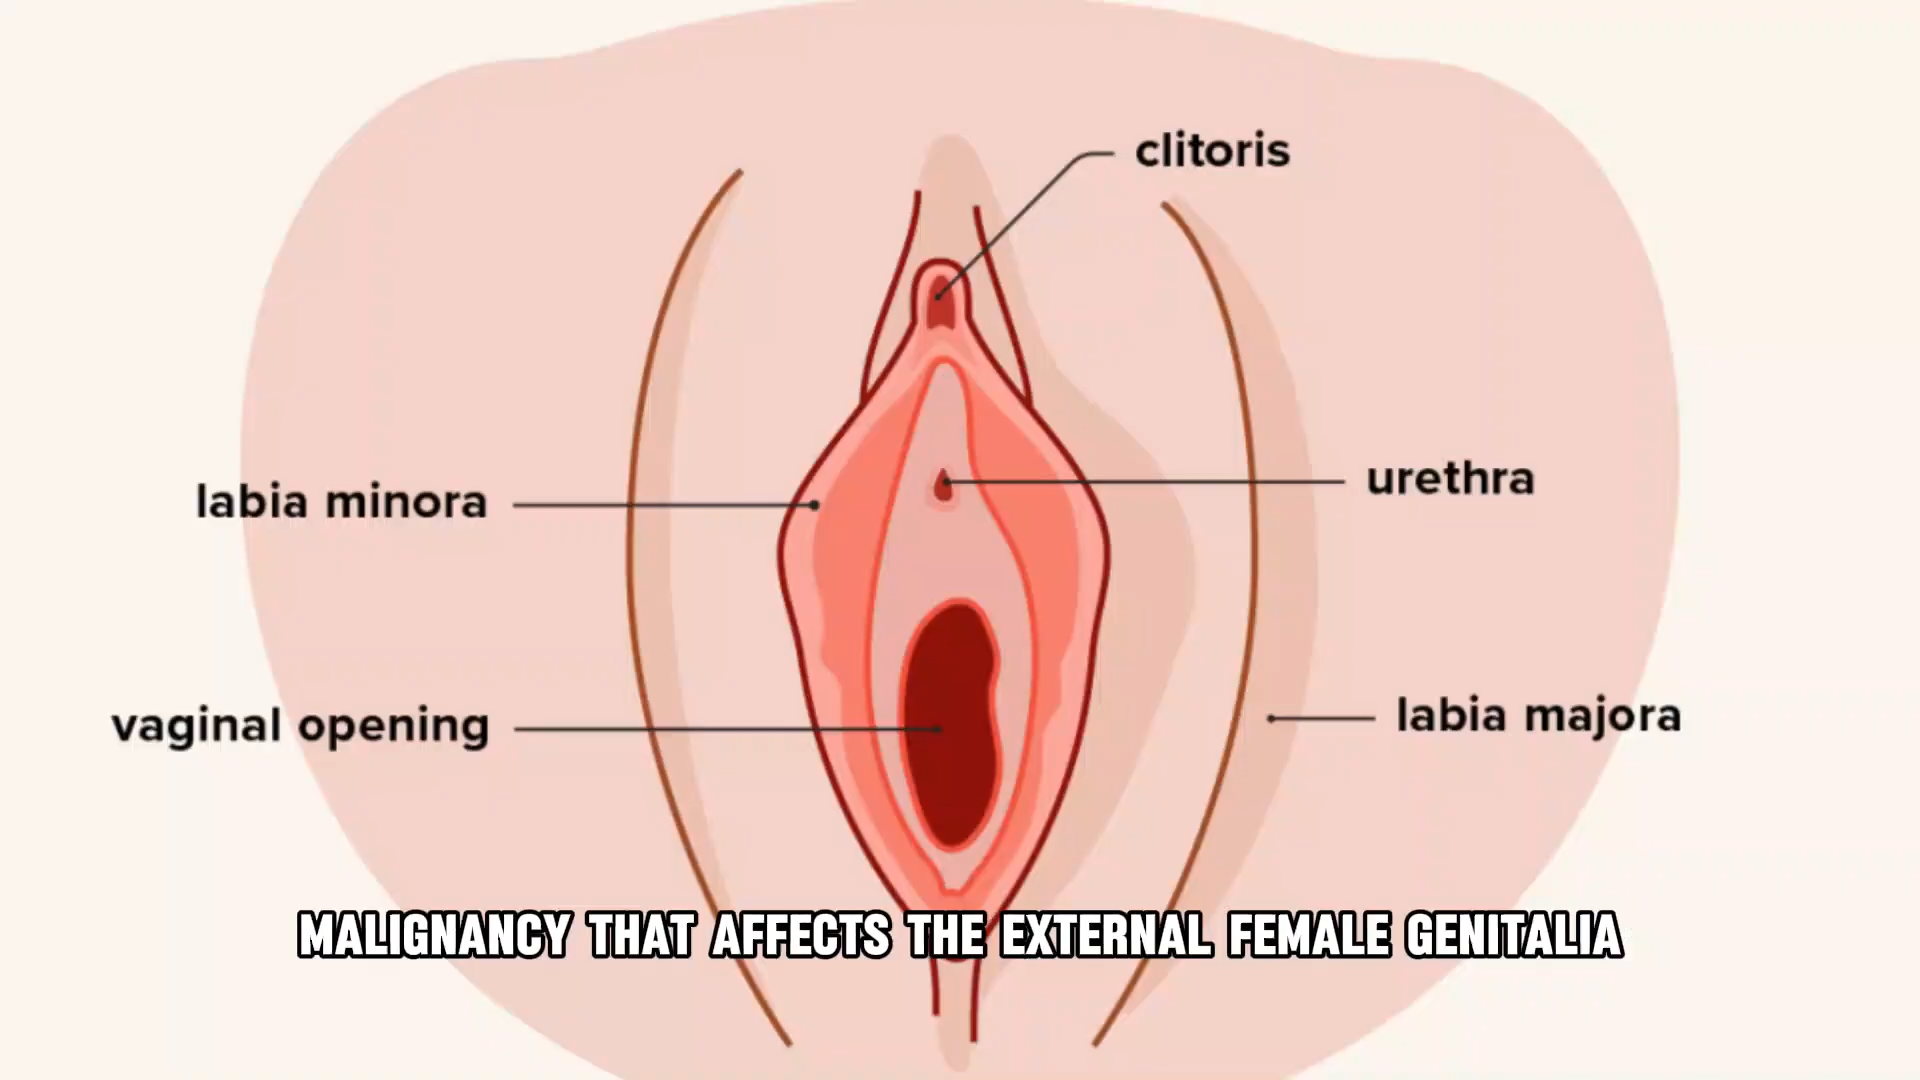 clitoris
labia minora
urethra
vaginal opening
labia majora
MALIGNANCY THAT AFFECTS THE EXTERNAL FEMALE GENITALIA